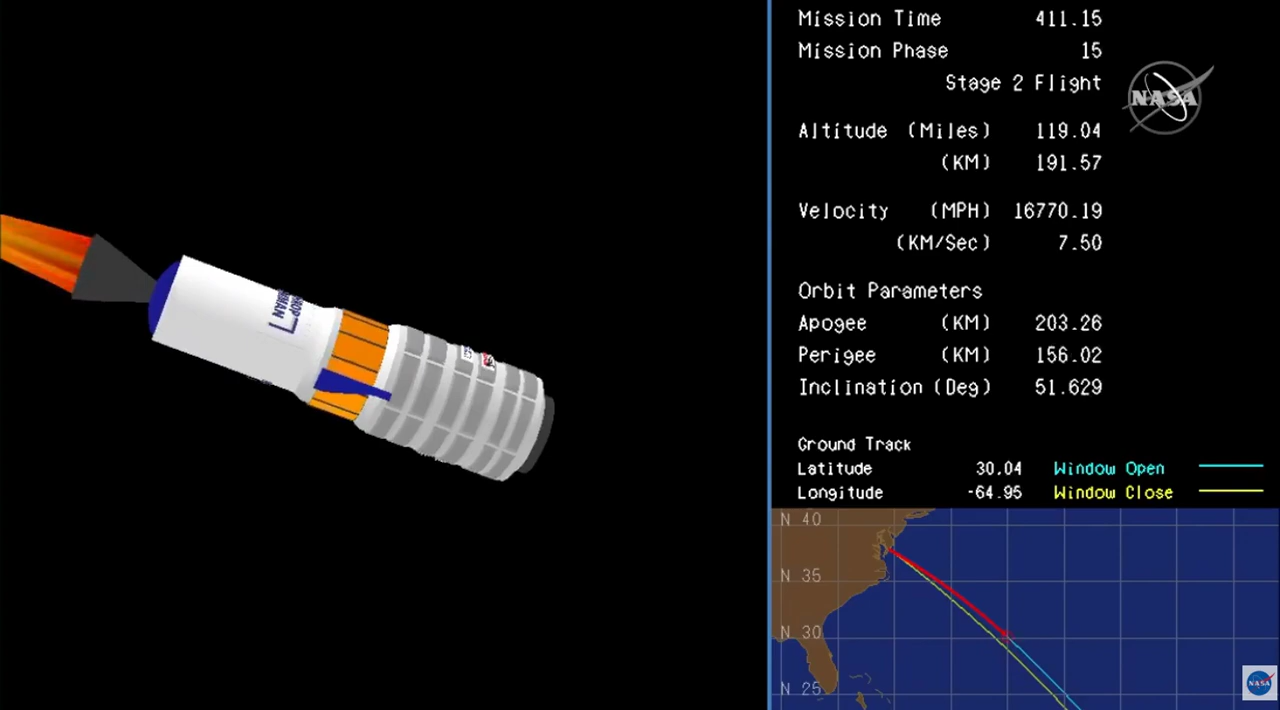 Mission Time 411.15
Mission Phase 15
Stage 2 Flight
NASA
Altitude (Miles) 119.04
(KM) 191.57
Velocity (MPH) 16770.19
(KM/Sec) 7.50
Orbit Parameters
Apogee (KM) 203.26
Perigee (KM) 156.02
Inclination (Deg) 51.629
Ground Track
Latitude 30.04 Window Open
Longitude -64.95 Window Close
N 40
N 35
N 30
N 25
NASA